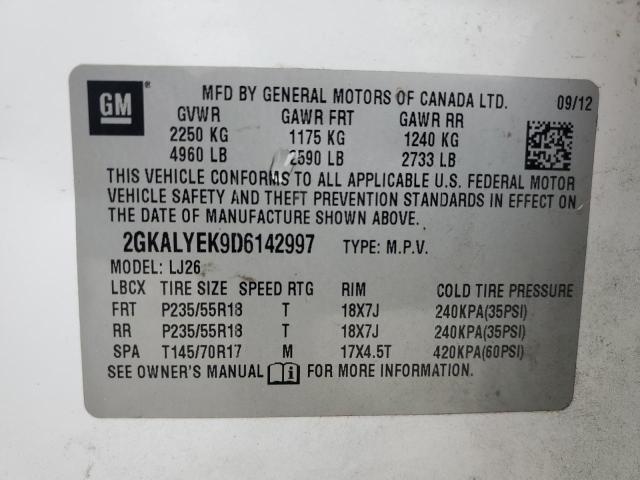 GM ® MFD BY GENERAL MOTORS OF CANADA LTD. 09/12
GVWR GAWR FRT GAWR RR
2250 KG 1175 KG 1240 KG
4960 LB 2590 LB 2733 LB
THIS VEHICLE CONFORMS TO ALL APPLICABLE U.S. FEDERAL MOTOR
VEHICLE SAFETY AND THEFT PREVENTION STANDARDS IN EFFECT ON
THE DATE OF MANUFACTURE SHOWN ABOVE.
2GKALYEK9D6142997 TYPE: M.P.V.
MODEL: LJ26
LBCX TIRE SIZE SPEED RTG RIM COLD TIRE PRESSURE
FRT P235/55R18 T 18X7J 240KPA(35PSI)
RR P235/55R18 T 18X7J 240KPA(35PSI)
SPA T145/70R17 M 17X4.5T 420KPA(60PSI)
SEE OWNER'S MANUAL i FOR MORE INFORMATION.